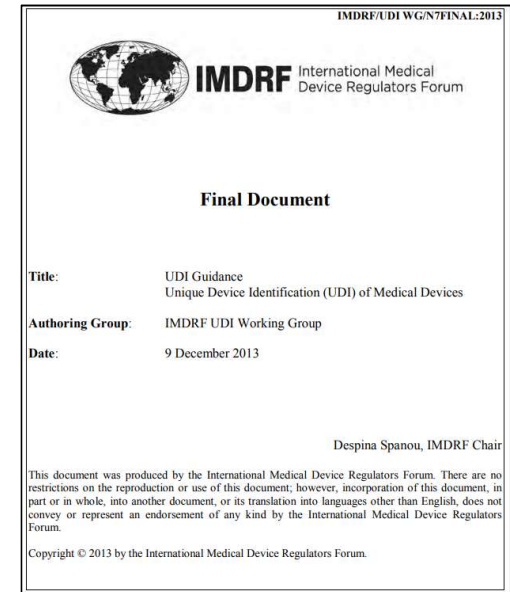 IMDRF/UDI WG/N7FINAL:2013
IMDRF International Medical
Device Regulators Forum
Final Document
Title: UDI Guidance
Unique Device Identification (UDI) of Medical Devices
Authoring Group: IMDRF UDI Working Group
Date: 9 December 2013
Despina Spanou, IMDRF Chair
This document was produced by the International Medical Device Regulators Forum. There are no
restrictions on the reproduction or use of this document; however, incorporation of this document, in
part or in whole, into another document, or its translation into languages other than English, does not
convey or represent an endorsement of any kind by the International Medical Device Regulators
Forum.
Copyright © 2013 by the International Medical Device Regulators Forum.